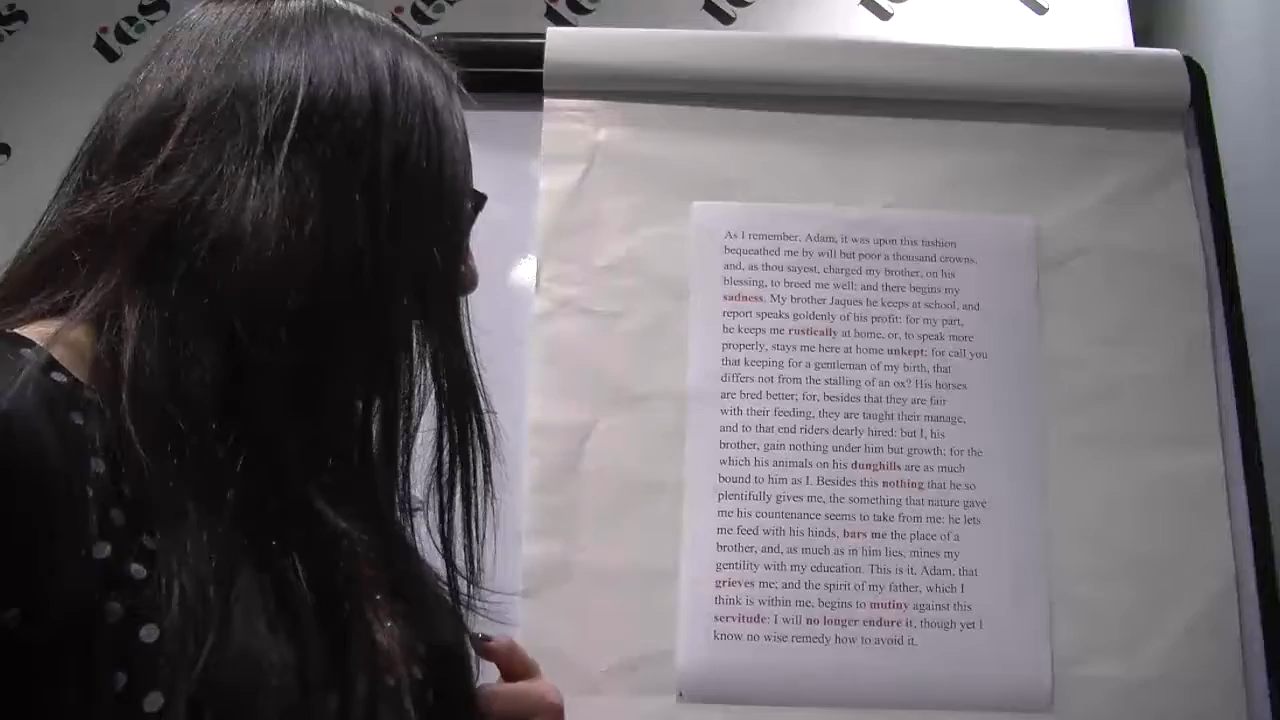 tes
tes
tes
tes
tes
As I remember, Adam, it was upon this fashion
bequeathed me by will but poor a thousand crowns,
and, as thou sayest, charged my brother, on his
blessing, to breed me well; and there begins my
sadness. My brother Jaques he keeps at school, and
report speaks goldenly of his profit: for my part,
he keeps me rustically at home, or, to speak more
properly, stays me here at home unkept; for call you
that keeping for a gentleman of my birth, that
differs not from the stalling of an ox? His horses
are bred better; for, besides that they are fair
with their feeding, they are taught their manage,
and to that end riders dearly hired: but I, his
brother, gain nothing under him but growth; for the
which his animals on his dunghills are as much
bound to him as I. Besides this nothing that he so
plentifully gives me, the something that nature gave
me his countenance seems to take from me: he lets
me feed with his hinds, bars me the place of a
brother, and, as much as in him lies, mines my
gentility with my education. This is it, Adam, that
grieves me; and the spirit of my father, which I
think is within me, begins to mutiny against this
servitude: I will no longer endure it, though yet I
know no wise remedy how to avoid it.